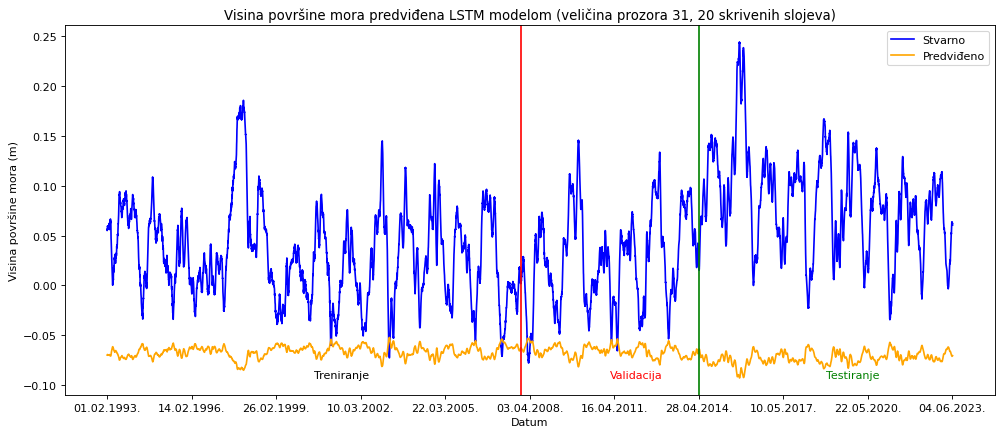 Visina površine mora predviđena LSTM modelom (veličina prozora 31, 20 skrivenih slojeva)
Stvarno
Predviđeno
Visina površine mora (m)
0.25
0.20
0.15
0.10
0.05
0.00
−0.05
−0.10
Treniranje Validacija Testiranje
01.02.1993. 14.02.1996. 26.02.1999. 10.03.2002. 22.03.2005. 03.04.2008. 16.04.2011. 28.04.2014. 10.05.2017. 22.05.2020. 04.06.2023.
Datum